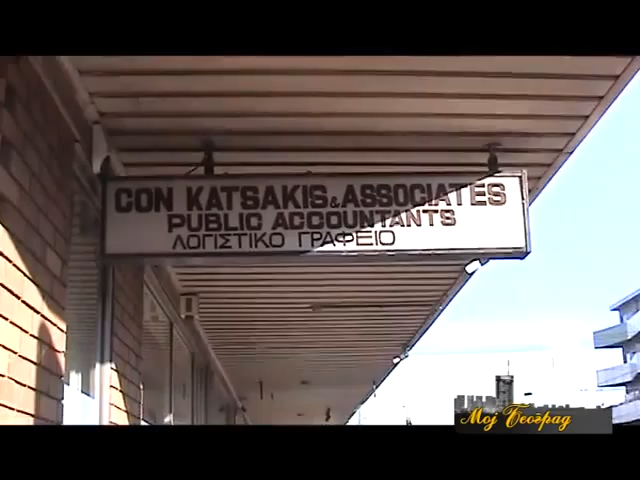 CON KATSAKIS & ASSOCIATES
PUBLIC ACCOUNTANTS
ΛΟΓΙΣΤΙΚΟ ΓΡΑΦΕΙΟ
Мој Београд